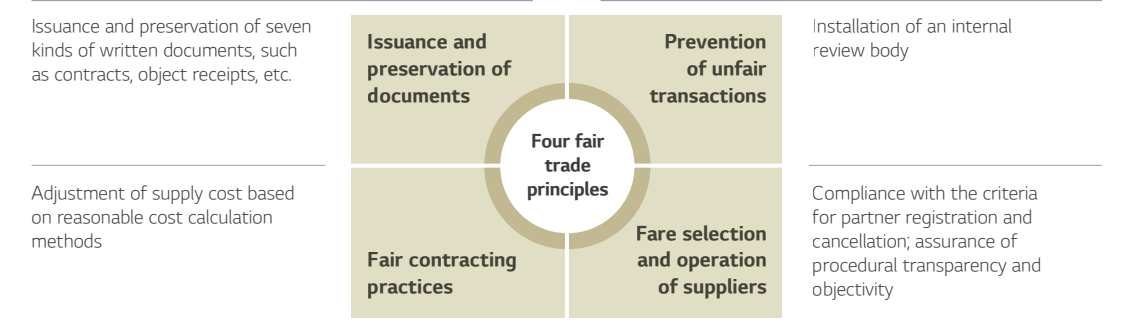 Issuance and preservation of seven
kinds of written documents, such
as contracts, object receipts, etc.
Issuance and
preservation of
documents
Prevention
of unfair
transactions
Installation of an internal
review body
Four fair
trade
principles
Adjustment of supply cost based
on reasonable cost calculation
methods
Fair contracting
practices
Fare selection
and operation
of suppliers
Compliance with the criteria
for partner registration and
cancellation; assurance of
procedural transparency and
objectivity